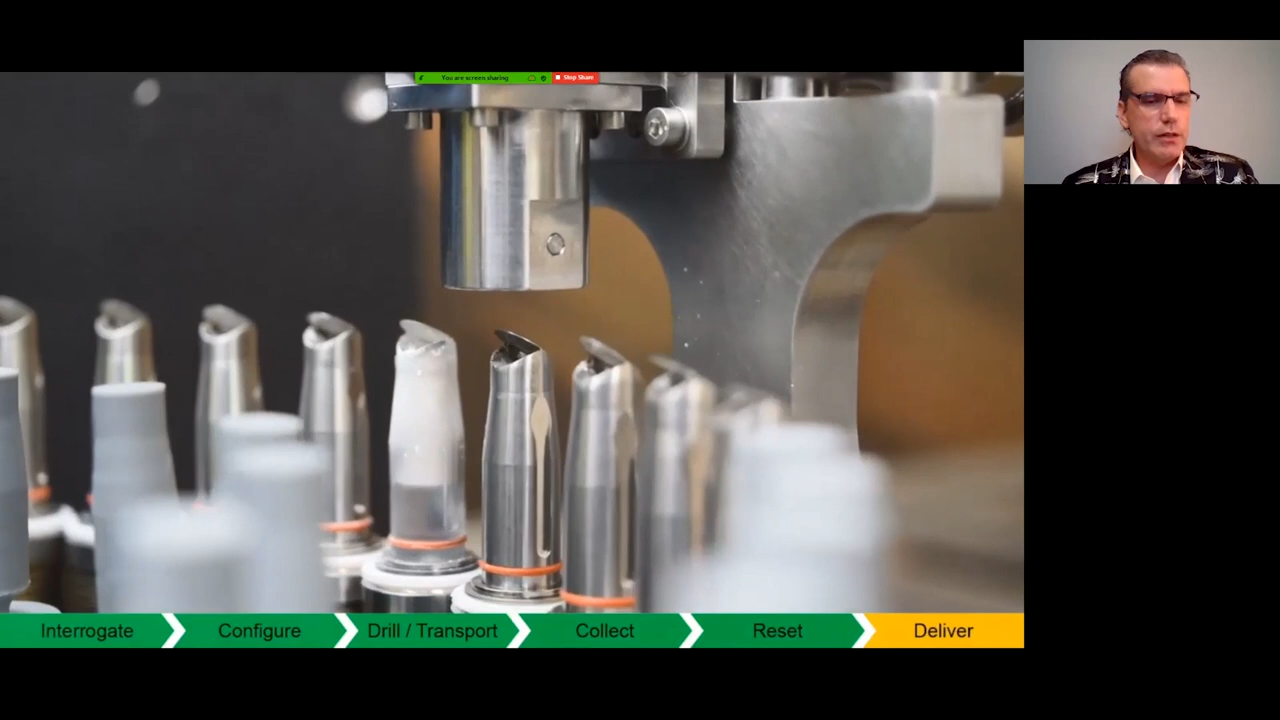 You are screen sharing
Stop Share
Interrogate
Configure
Drill / Transport
Collect
Reset
Deliver